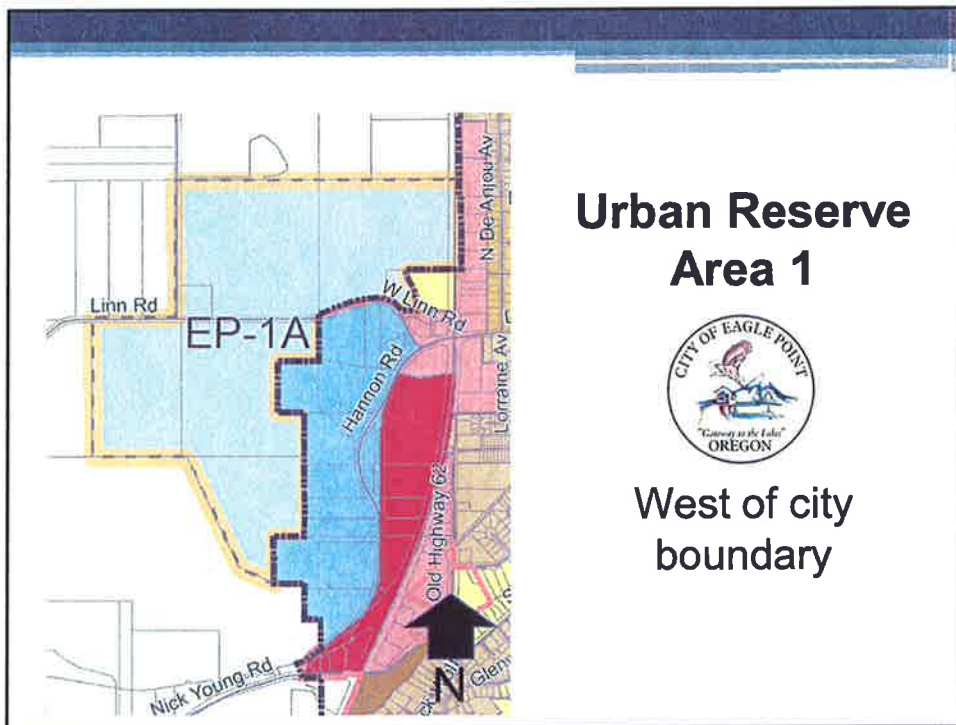 Urban Reserve
Area 1
CITY OF EAGLE POINT
"Gateway to the Lakes"
OREGON
West of city
boundary
N De Anjou Av
W Linn Rd
Linn Rd
EP-1A
Hannon Rd
Lorraine Av
Old Highway 62
N
Nick Young Rd